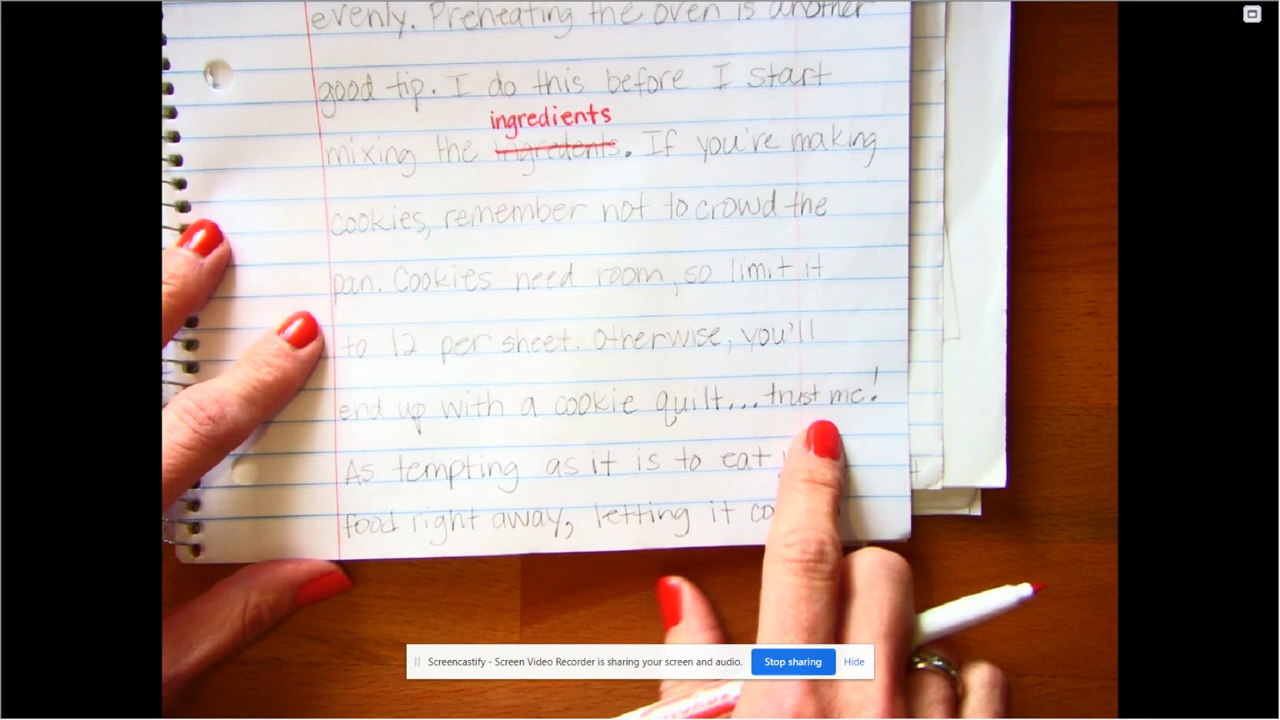 evenly. Preheating the oven is another
good tip. I do this before I start
ingredients
mixing the ingredents. If you're making
cookies, remember not to crowd the
pan. Cookies need room, so limit it
to 12 per sheet. Otherwise, you'll
end up with a cookie quilt...trust me!
As tempting as it is to eat
food right away, letting it
Screencastify - Screen Video Recorder is sharing your screen and audio.
Stop sharing
Hide